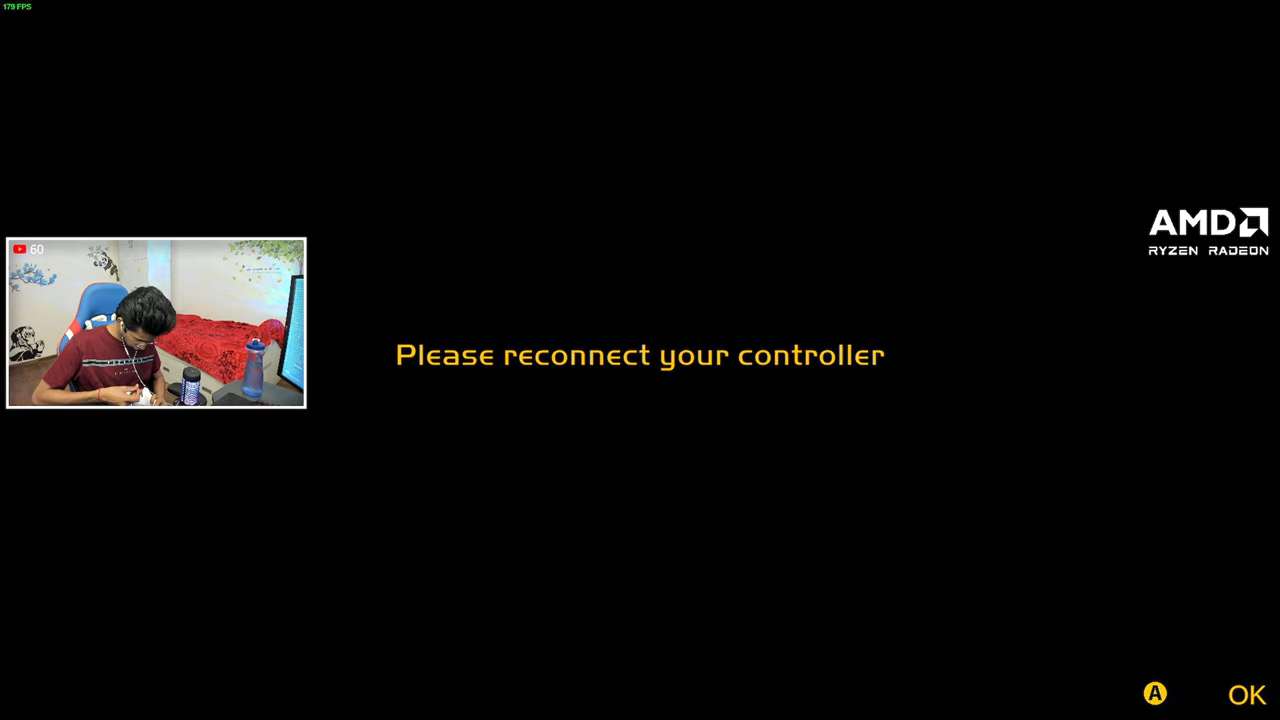 179 FPS
AMD
RYZEN RADEON
60
Please reconnect your controller
A OK